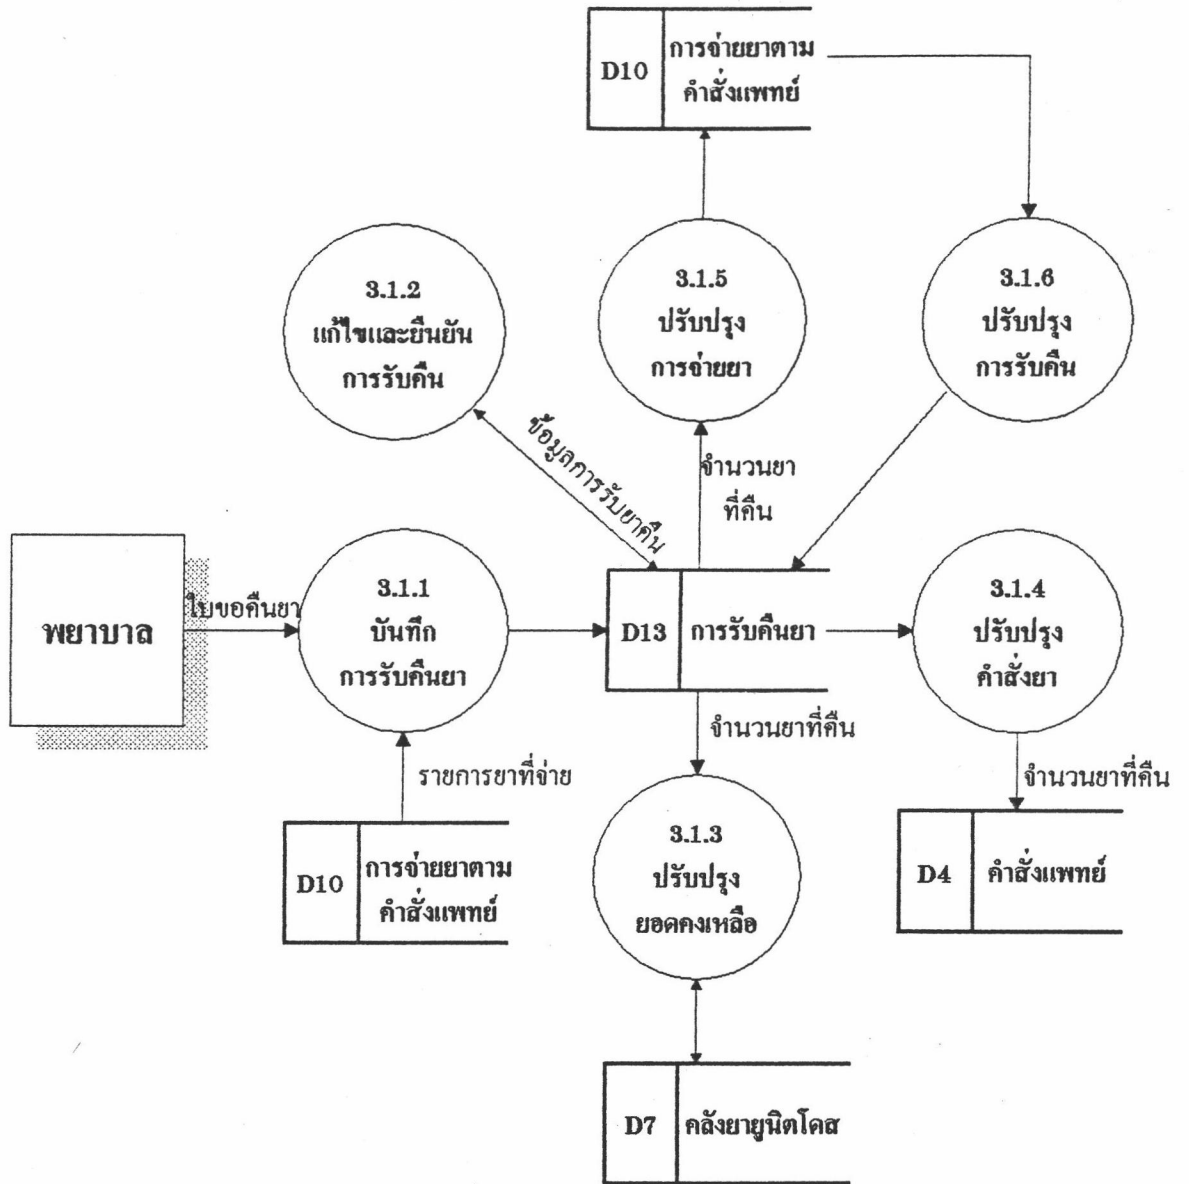 D10
การจ่ายยาตาม
คำสั่งแพทย์
3.1.2
แก้ไขและยืนยัน
การรับคืน
3.1.5
ปรับปรุง
การจ่ายยา
3.1.6
ปรับปรุง
การรับคืน
ข้อมูลการรับยาคืน
จำนวนยา
ที่คืน
พยาบาล
ใบขอคืนยา
3.1.1
บันทึก
การรับคืนยา
D13
การรับคืนยา
3.1.4
ปรับปรุง
คำสั่งยา
รายการยาที่จ่าย
จำนวนยาที่คืน
จำนวนยาที่คืน
D10
การจ่ายยาตาม
คำสั่งแพทย์
3.1.3
ปรับปรุง
ยอดคงเหลือ
D4
คำสั่งแพทย์
D7
คลังยายูนิตโดส